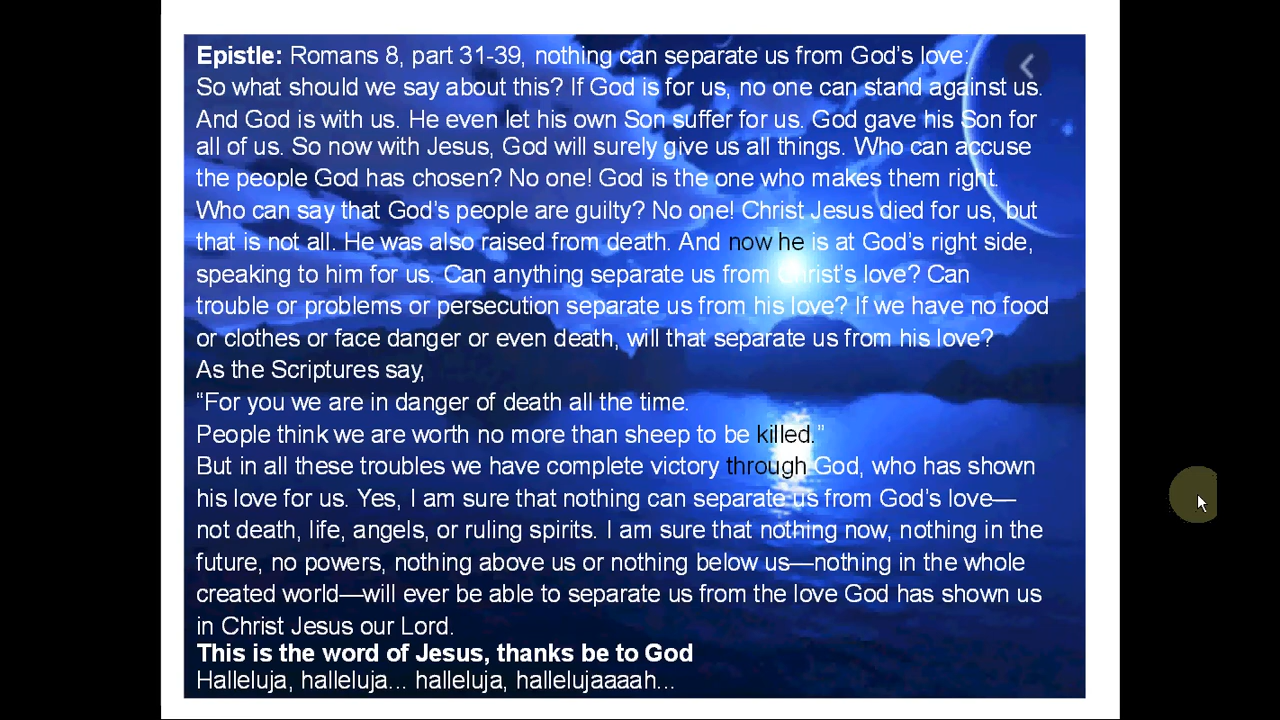 Epistle: Romans 8, part 31-39, nothing can separate us from God's love:
So what should we say about this? If God is for us, no one can stand against us.
And God is with us. He even let his own Son suffer for us. God gave his Son for
all of us. So now with Jesus, God will surely give us all things. Who can accuse
the people God has chosen? No one! God is the one who makes them right.
Who can say that God's people are guilty? No one! Christ Jesus died for us, but
that is not all. He was also raised from death. And now he is at God's right side,
speaking to him for us. Can anything separate us from Christ's love? Can
trouble or problems or persecution separate us from his love? If we have no food
or clothes or face danger or even death, will that separate us from his love?
As the Scriptures say,
“For you we are in danger of death all the time.
People think we are worth no more than sheep to be killed.”
But in all these troubles we have complete victory through God, who has shown
his love for us. Yes, I am sure that nothing can separate us from God's love—
not death, life, angels, or ruling spirits. I am sure that nothing now, nothing in the
future, no powers, nothing above us or nothing below us—nothing in the whole
created world—will ever be able to separate us from the love God has shown us
in Christ Jesus our Lord.
This is the word of Jesus, thanks be to God
Halleluja, halleluja... halleluja, hallelujaaaah...